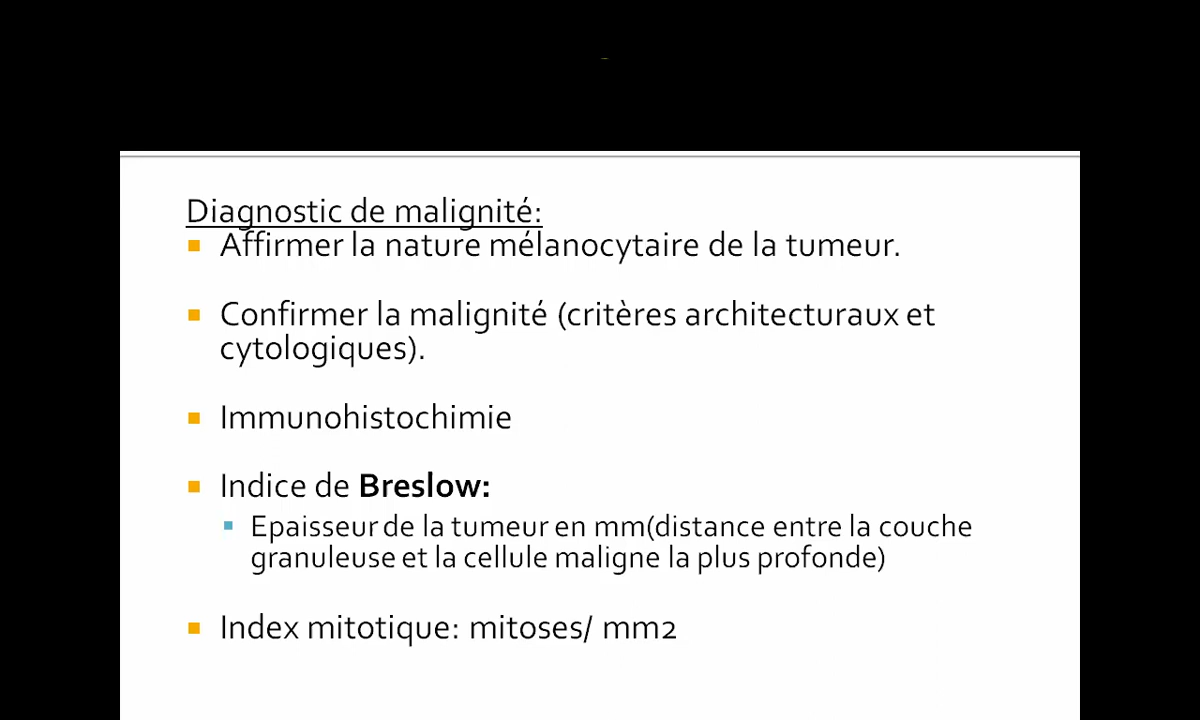 Diagnostic de malignité:
Affirmer la nature mélanocytaire de la tumeur.
Confirmer la malignité (critères architecturaux et
cytologiques).
Immunohistochimie
Indice de Breslow:
Epaisseur de la tumeur en mm(distance entre la couche
granuleuse et la cellule maligne la plus profonde)
Index mitotique: mitoses/ mm2